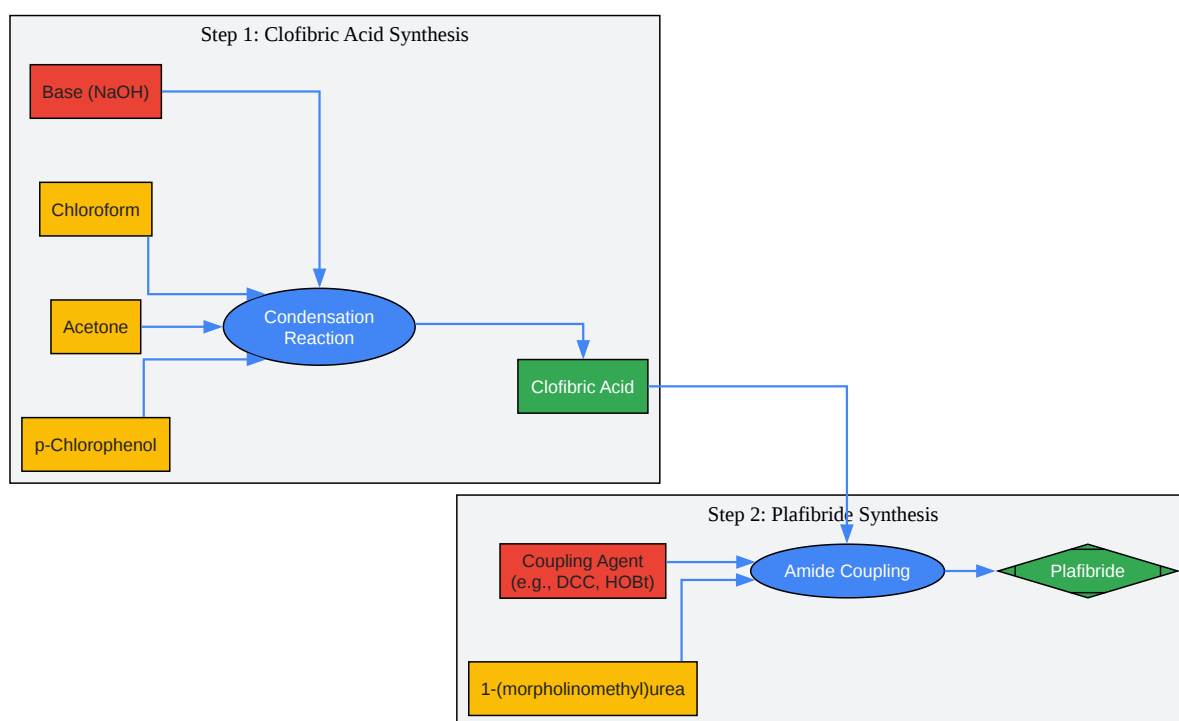 Step 1: Clofibric Acid Synthesis
Base (NaOH)
Chloroform
Acetone
p-Chlorophenol
Condensation
Reaction
Clofibric Acid
Step 2: Plafibride Synthesis
Coupling Agent
(e.g., DCC, HOBt)
1-(morpholinomethyl)urea
Amide Coupling
Plafibride